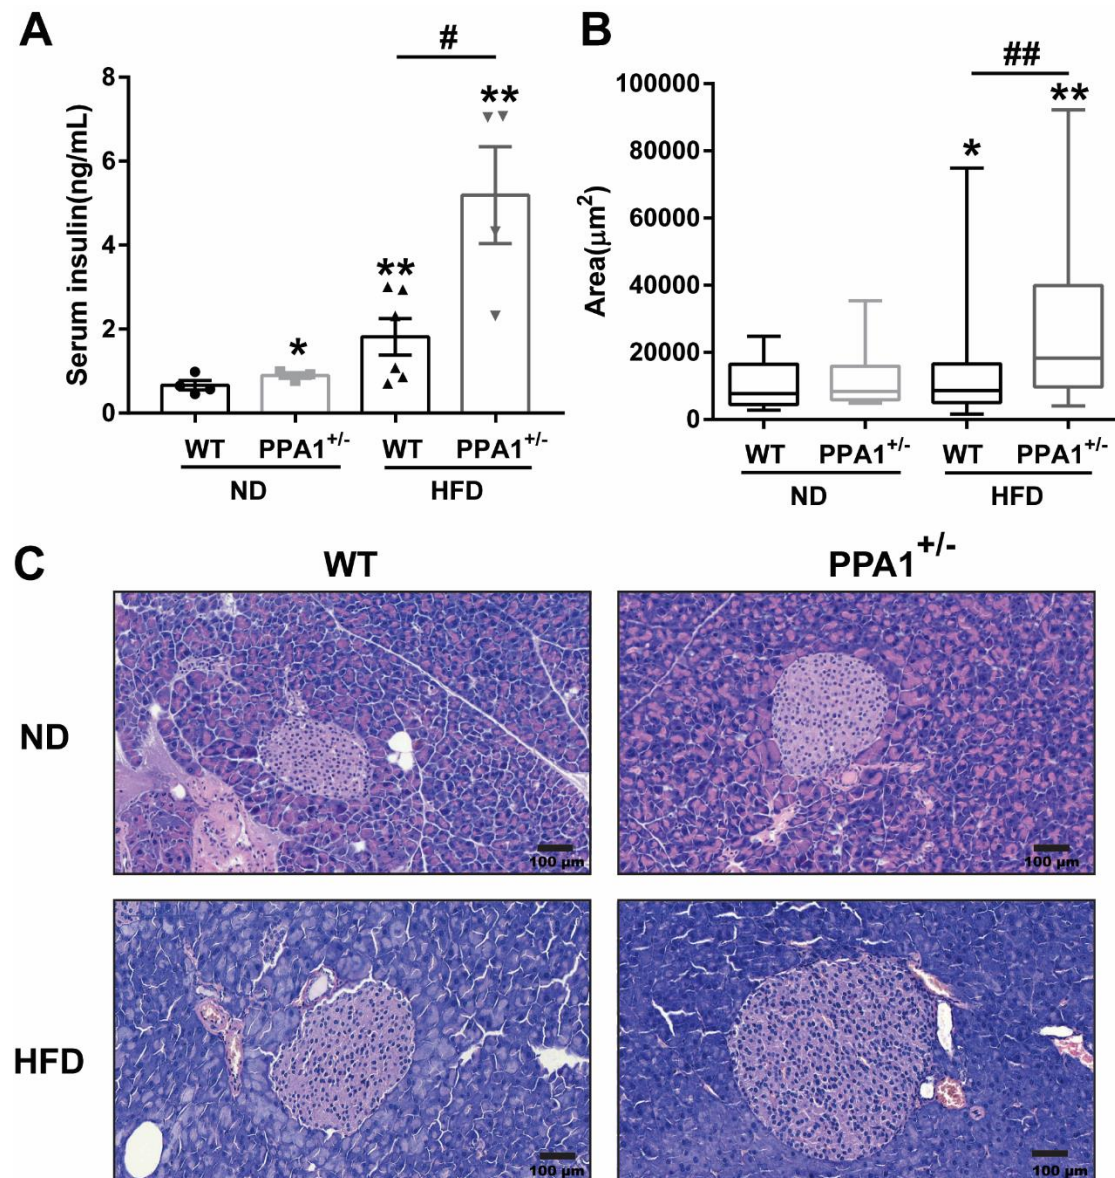 A
#
**
**
*
Serum insulin(ng/mL)
8
6
4
2
0
WT PPA1+/- WT PPA1+/-
ND HFD
B
##
**
*
Area(μm²)
100000
80000
60000
40000
20000
0
WT PPA1+/- WT PPA1+/-
ND HFD
C
WT PPA1+/-
ND
100 μm 100 μm
HFD
100 μm 100 μm